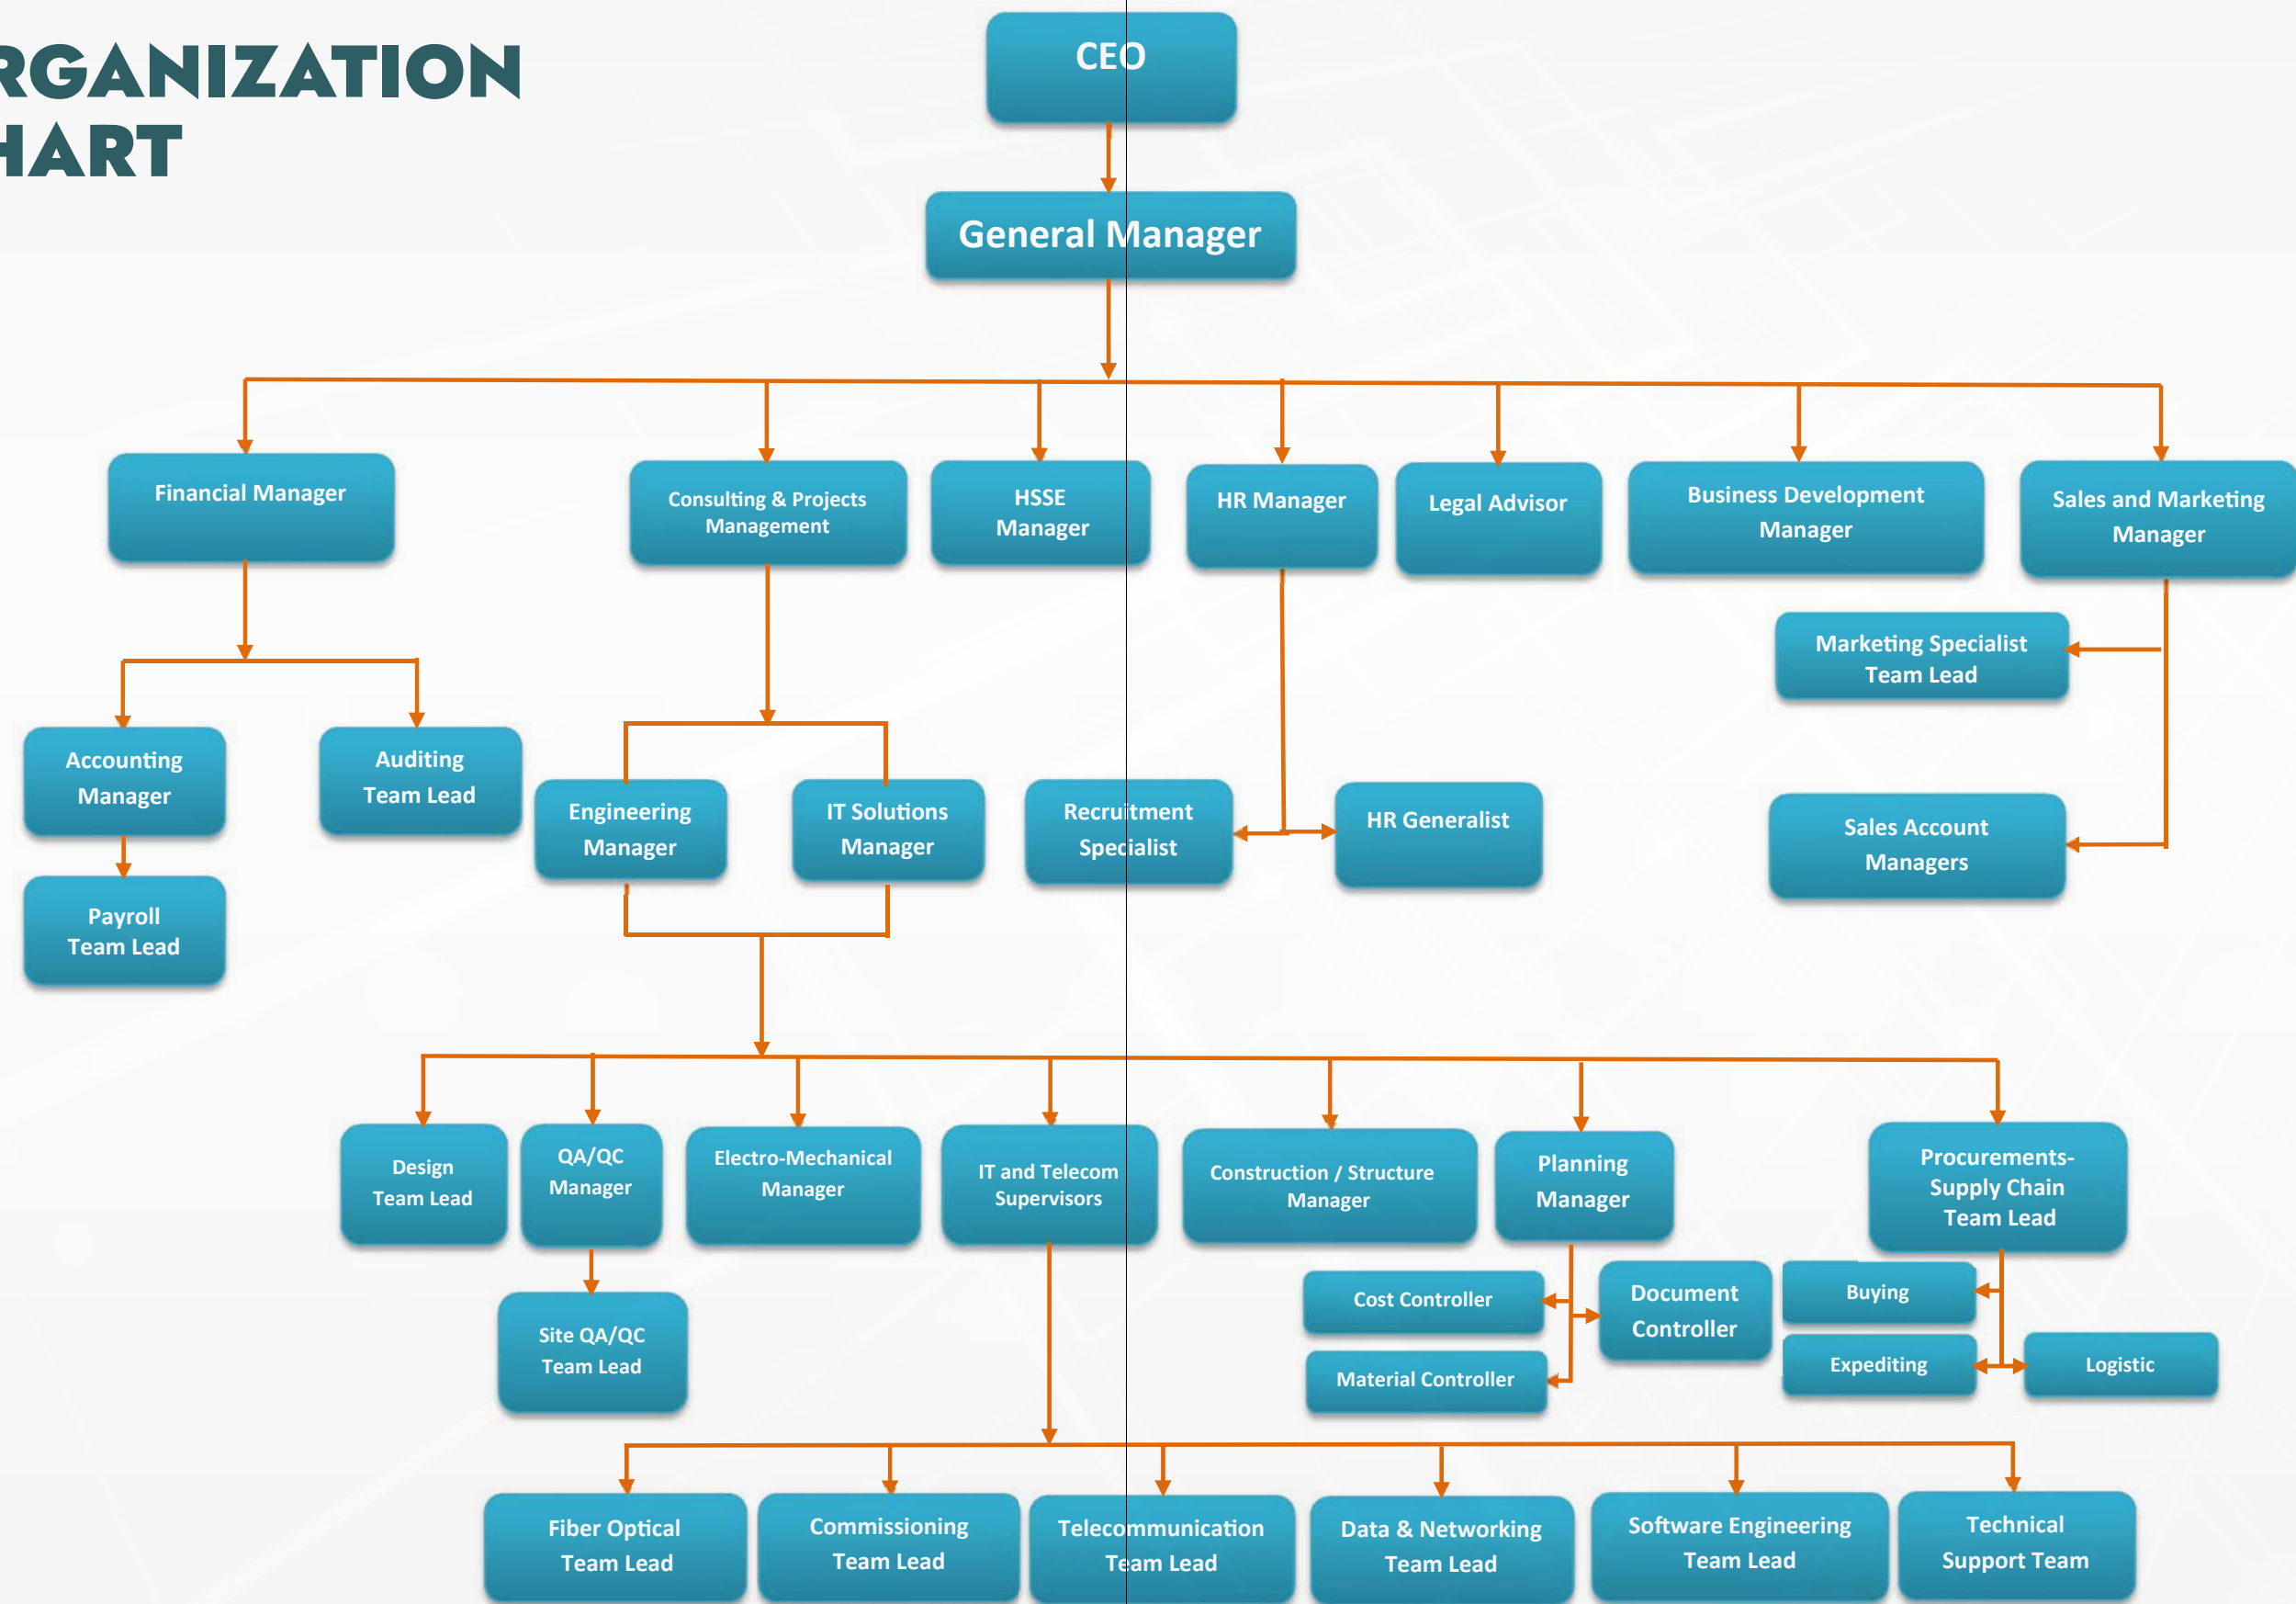 RGANIZATION
HART
CEO
General Manager
Financial Manager
Consulting & Projects
Management
HSSE
Manager
HR Manager
Legal Advisor
Business Development
Manager
Sales and Marketing
Manager
Marketing Specialist
Team Lead
Accounting
Manager
Auditing
Team Lead
Engineering
Manager
IT Solutions
Manager
Recruitment
Specialist
HR Generalist
Sales Account
Managers
Payroll
Team Lead
Design
Team Lead
QA/QC
Manager
Electro-Mechanical
Manager
IT and Telecom
Supervisors
Construction / Structure
Manager
Planning
Manager
Procurements-
Supply Chain
Team Lead
Site QA/QC
Team Lead
Cost Controller
Document
Controller
Material Controller
Buying
Expediting
Logistic
Fiber Optical
Team Lead
Commissioning
Team Lead
Telecommunication
Team Lead
Data & Networking
Team Lead
Software Engineering
Team Lead
Technical
Support Team